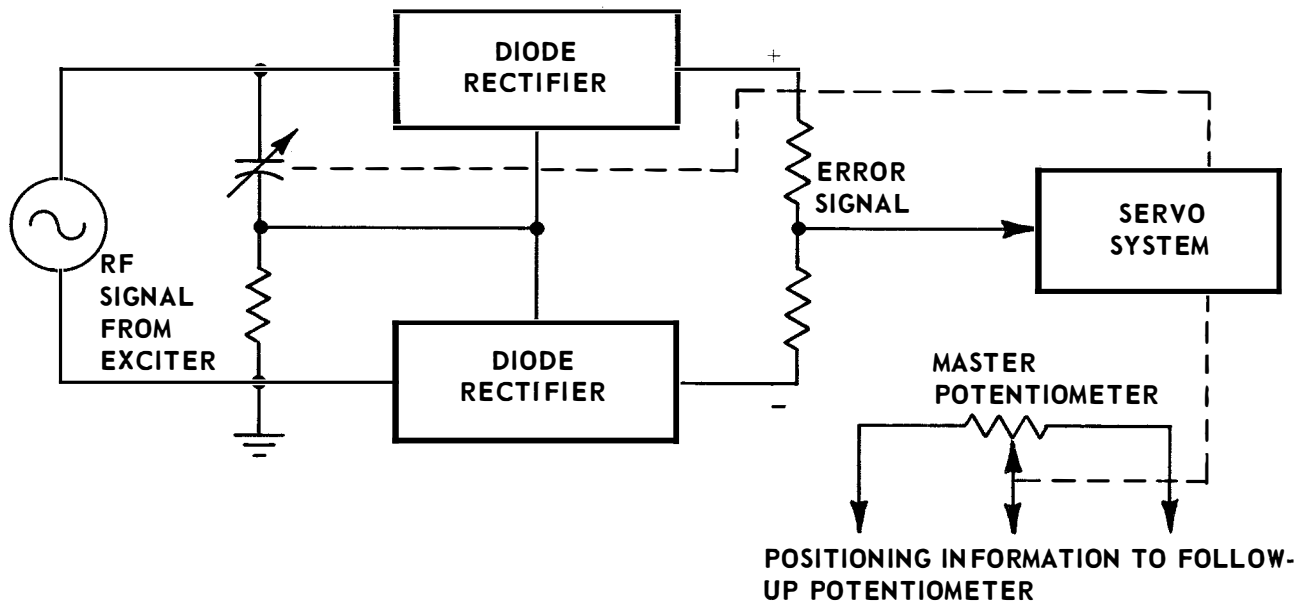 DIODE
RECTIFIER
+
ERROR
SIGNAL
SERVO
SYSTEM
RF
SIGNAL
FROM
EXCITER
DIODE
RECTIFIER
-
MASTER
POTENTIOMETER
POSITIONING INFORMATION TO FOLLOW-
UP POTENTIOMETER